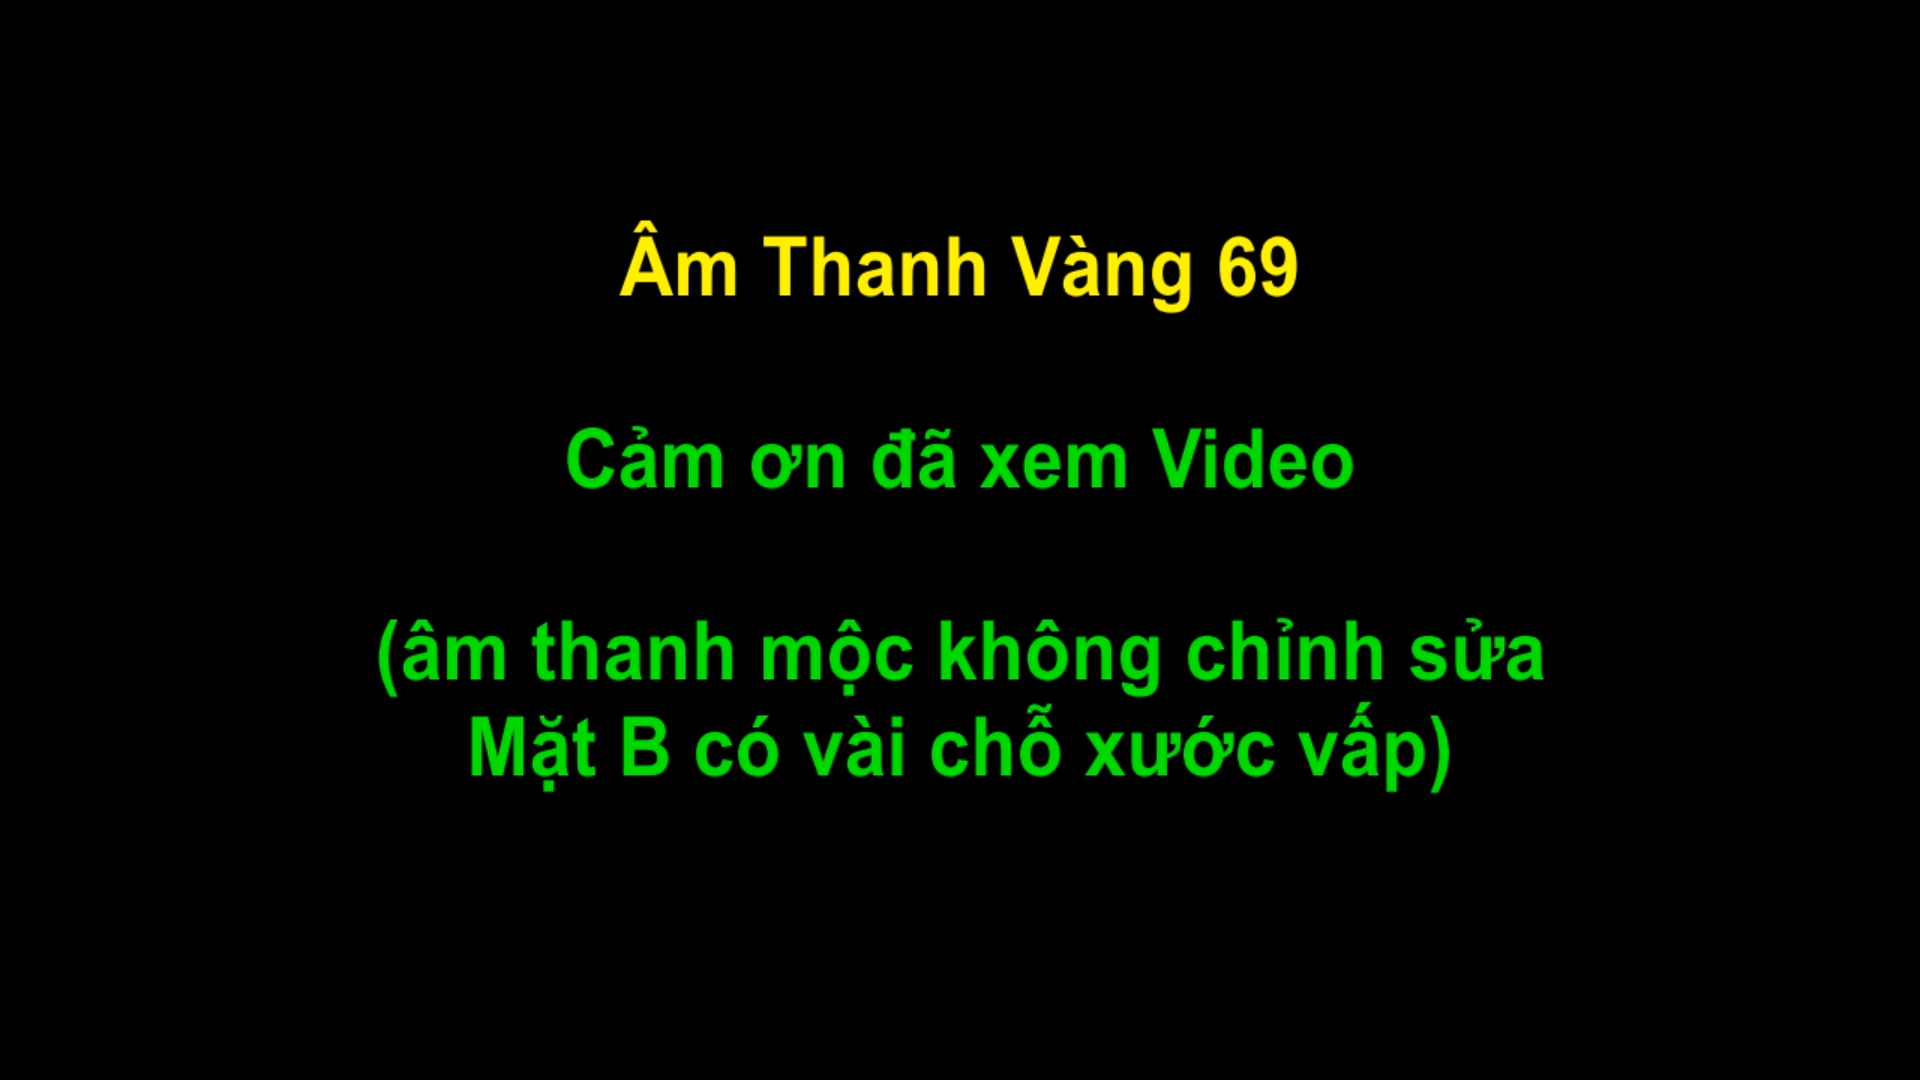 Âm Thanh Vàng 69
Cảm ơn đã xem Video
(âm thanh mộc không chỉnh sửa
Mặt B có vài chỗ xước vấp)